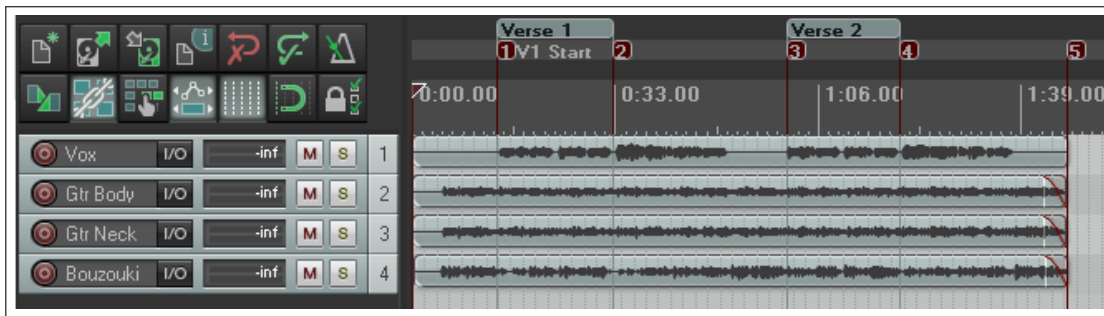 Verse 1 Verse 2
1 V1 Start 2 3 4 5
0:00.00 0:33.00 1:06.00 1:39.00
Vox I/O -inf M S 1
Gtr Body I/O -inf M S 2
Gtr Neck I/O -inf M S 3
Bouzouki I/O -inf M S 4